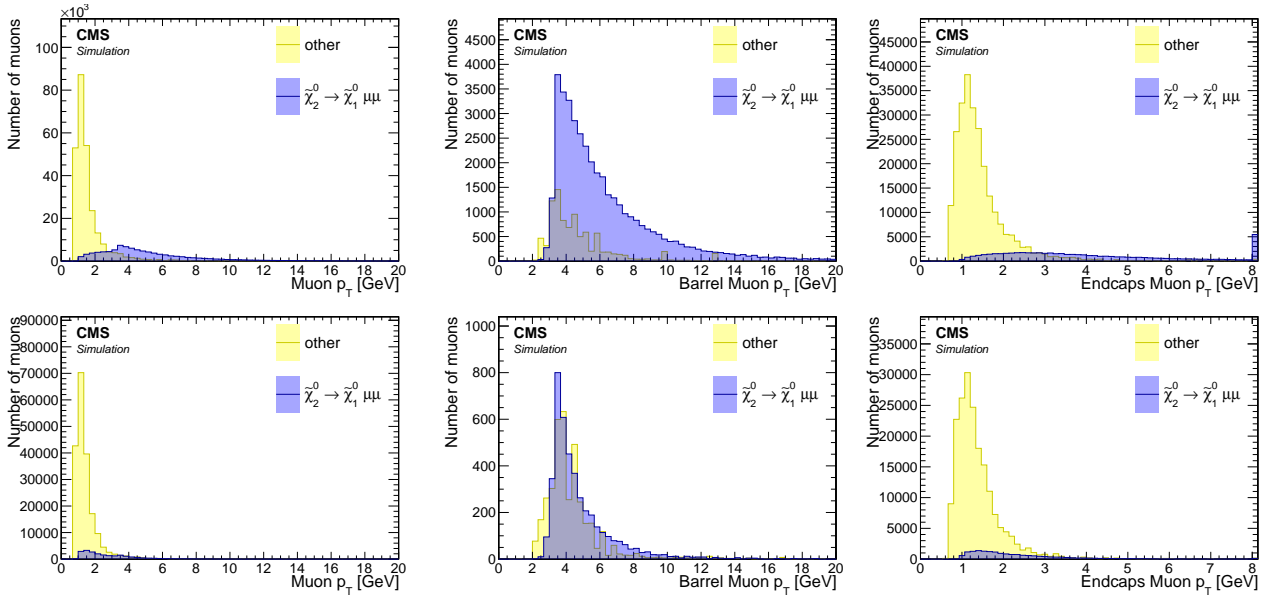 ×10³
100
80
60
40
20
0
Number of muons
CMS
Simulation
other
χ̃₂⁰ → χ̃₁⁰ μμ
0 2 4 6 8 10 12 14 16 18 20
Muon p_T [GeV]
4500
4000
3500
3000
2500
2000
1500
1000
500
0
Number of muons
CMS
Simulation
other
χ̃₂⁰ → χ̃₁⁰ μμ
0 2 4 6 8 10 12 14 16 18 20
Barrel Muon p_T [GeV]
45000
40000
35000
30000
25000
20000
15000
10000
5000
0
Number of muons
CMS
Simulation
other
χ̃₂⁰ → χ̃₁⁰ μμ
0 1 2 3 4 5 6 7 8
Endcaps Muon p_T [GeV]
90000
80000
70000
60000
50000
40000
30000
20000
10000
0
Number of muons
CMS
Simulation
other
χ̃₂⁰ → χ̃₁⁰ μμ
0 2 4 6 8 10 12 14 16 18 20
Muon p_T [GeV]
1000
800
600
400
200
0
Number of muons
CMS
Simulation
other
χ̃₂⁰ → χ̃₁⁰ μμ
0 2 4 6 8 10 12 14 16 18 20
Barrel Muon p_T [GeV]
35000
30000
25000
20000
15000
10000
5000
0
Number of muons
CMS
Simulation
other
χ̃₂⁰ → χ̃₁⁰ μμ
0 1 2 3 4 5 6 7 8
Endcaps Muon p_T [GeV]